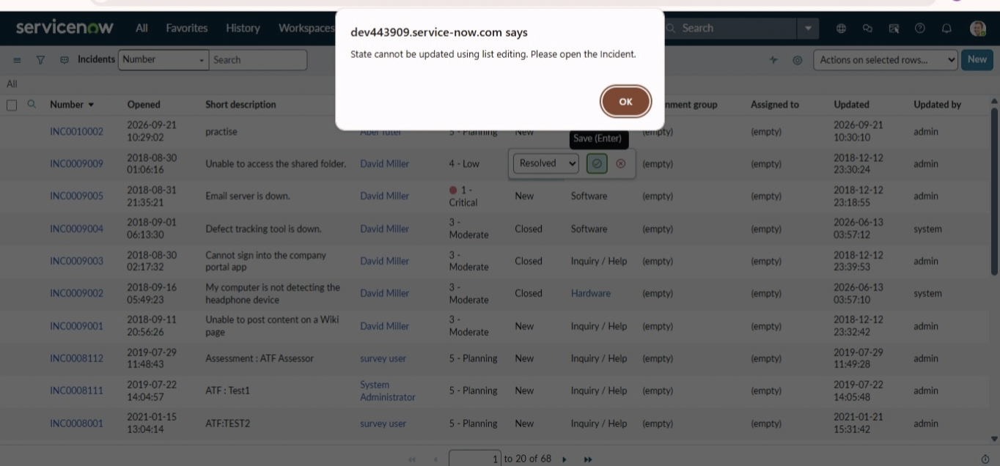 servicenow All Favorites History Workspaces Search
dev443909.service-now.com says
State cannot be updated using list editing. Please open the Incident.
OK
Incidents Number Search Actions on selected rows... New
All
Number Opened Short description nment group Assigned to Updated Updated by
INC0010002 2026-09-21 10:29:02 practise Abel Tuter 5 - Planning New (empty) (empty) 2026-09-21 10:30:10 admin
Save (Enter)
INC0009009 2018-08-30 01:06:16 Unable to access the shared folder. David Miller 4 - Low Resolved (empty) (empty) 2018-12-12 23:30:24 admin
INC0009005 2018-08-31 21:35:21 Email server is down. David Miller 1 - Critical New Software (empty) (empty) 2018-12-12 23:18:55 admin
INC0009004 2018-09-01 06:13:30 Defect tracking tool is down. David Miller 3 - Moderate Closed Software (empty) (empty) 2026-06-13 03:57:12 system
INC0009003 2018-08-30 02:17:32 Cannot sign into the company portal app David Miller 3 - Moderate Closed Inquiry / Help (empty) (empty) 2018-12-12 23:39:53 admin
INC0009002 2018-09-16 05:49:23 My computer is not detecting the headphone device David Miller 3 - Moderate Closed Hardware (empty) (empty) 2026-06-13 03:57:10 system
INC0009001 2018-09-11 20:56:26 Unable to post content on a Wiki page David Miller 3 - Moderate New Inquiry / Help (empty) (empty) 2018-12-12 23:32:42 admin
INC0008112 2019-07-29 11:48:43 Assessment : ATF Assessor survey user 5 - Planning New Inquiry / Help (empty) (empty) 2019-07-29 11:49:28 admin
INC0008111 2019-07-22 14:04:57 ATF : Test1 System Administrator 5 - Planning New Inquiry / Help (empty) (empty) 2019-07-22 14:05:48 admin
INC0008001 2021-01-15 13:04:14 ATF:TEST2 survey user 5 - Planning New Inquiry / Help (empty) (empty) 2021-01-21 15:31:42 admin
1 to 20 of 68